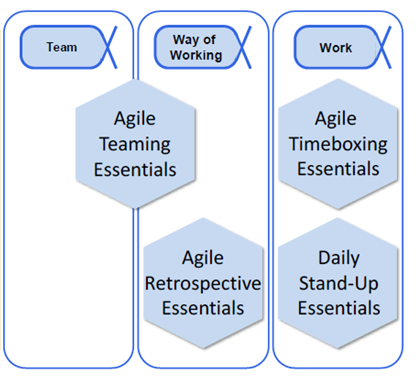 Team
Way of
Working
Work
Agile
Teaming
Essentials
Agile
Timeboxing
Essentials
Agile
Retrospective
Essentials
Daily
Stand-Up
Essentials